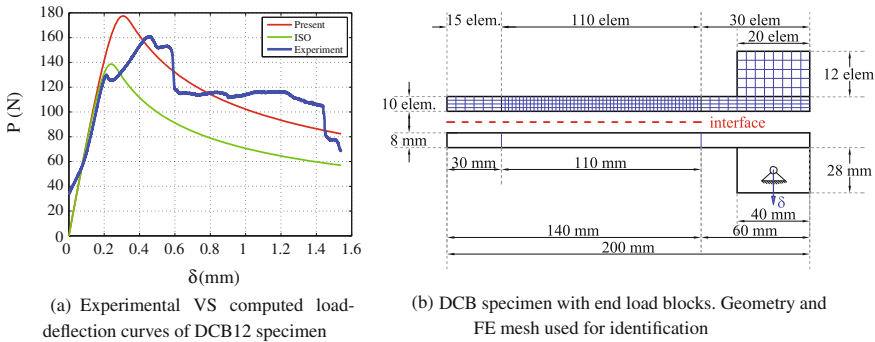 180
160
140
120
100
80
60
40
20
0
P (N)
0 0.2 0.4 0.6 0.8 1 1.2 1.4 1.6
δ(mm)
Present
ISO
Experiment
(a) Experimental VS computed load-
deflection curves of DCB12 specimen
15 elem. 110 elem 30 elem
20 elem
12 elem
10 elem.
interface
8 mm
30 mm 110 mm
28 mm
δ
40 mm
140 mm 60 mm
200 mm
(b) DCB specimen with end load blocks. Geometry and
FE mesh used for identification